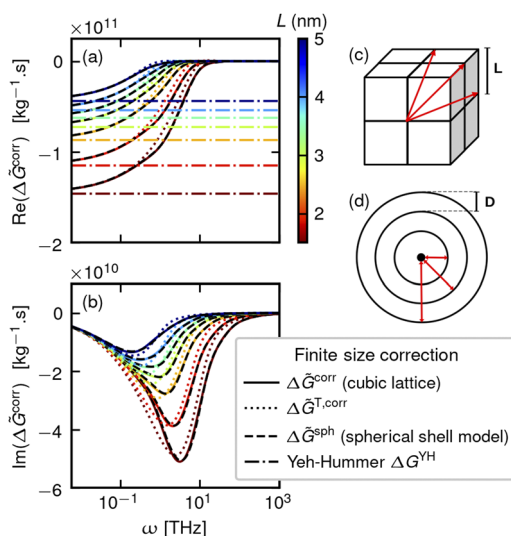 ×10¹¹
L (nm)
(a)
0
−1
−2
Re(ΔG̃ᶜᵒʳʳ) [kg⁻¹.s]
5
4
3
2
(c)
L
(d)
D
×10¹⁰
(b)
0
−2
−4
−6
Im(ΔG̃ᶜᵒʳʳ) [kg⁻¹.s]
10⁻¹
10¹
10³
ω [THz]
Finite size correction
ΔG̃ᶜᵒʳʳ (cubic lattice)
ΔG̃ᵀ,ᶜᵒʳʳ
ΔG̃ˢᵖʰ (spherical shell model)
Yeh-Hummer ΔGʸᴴ